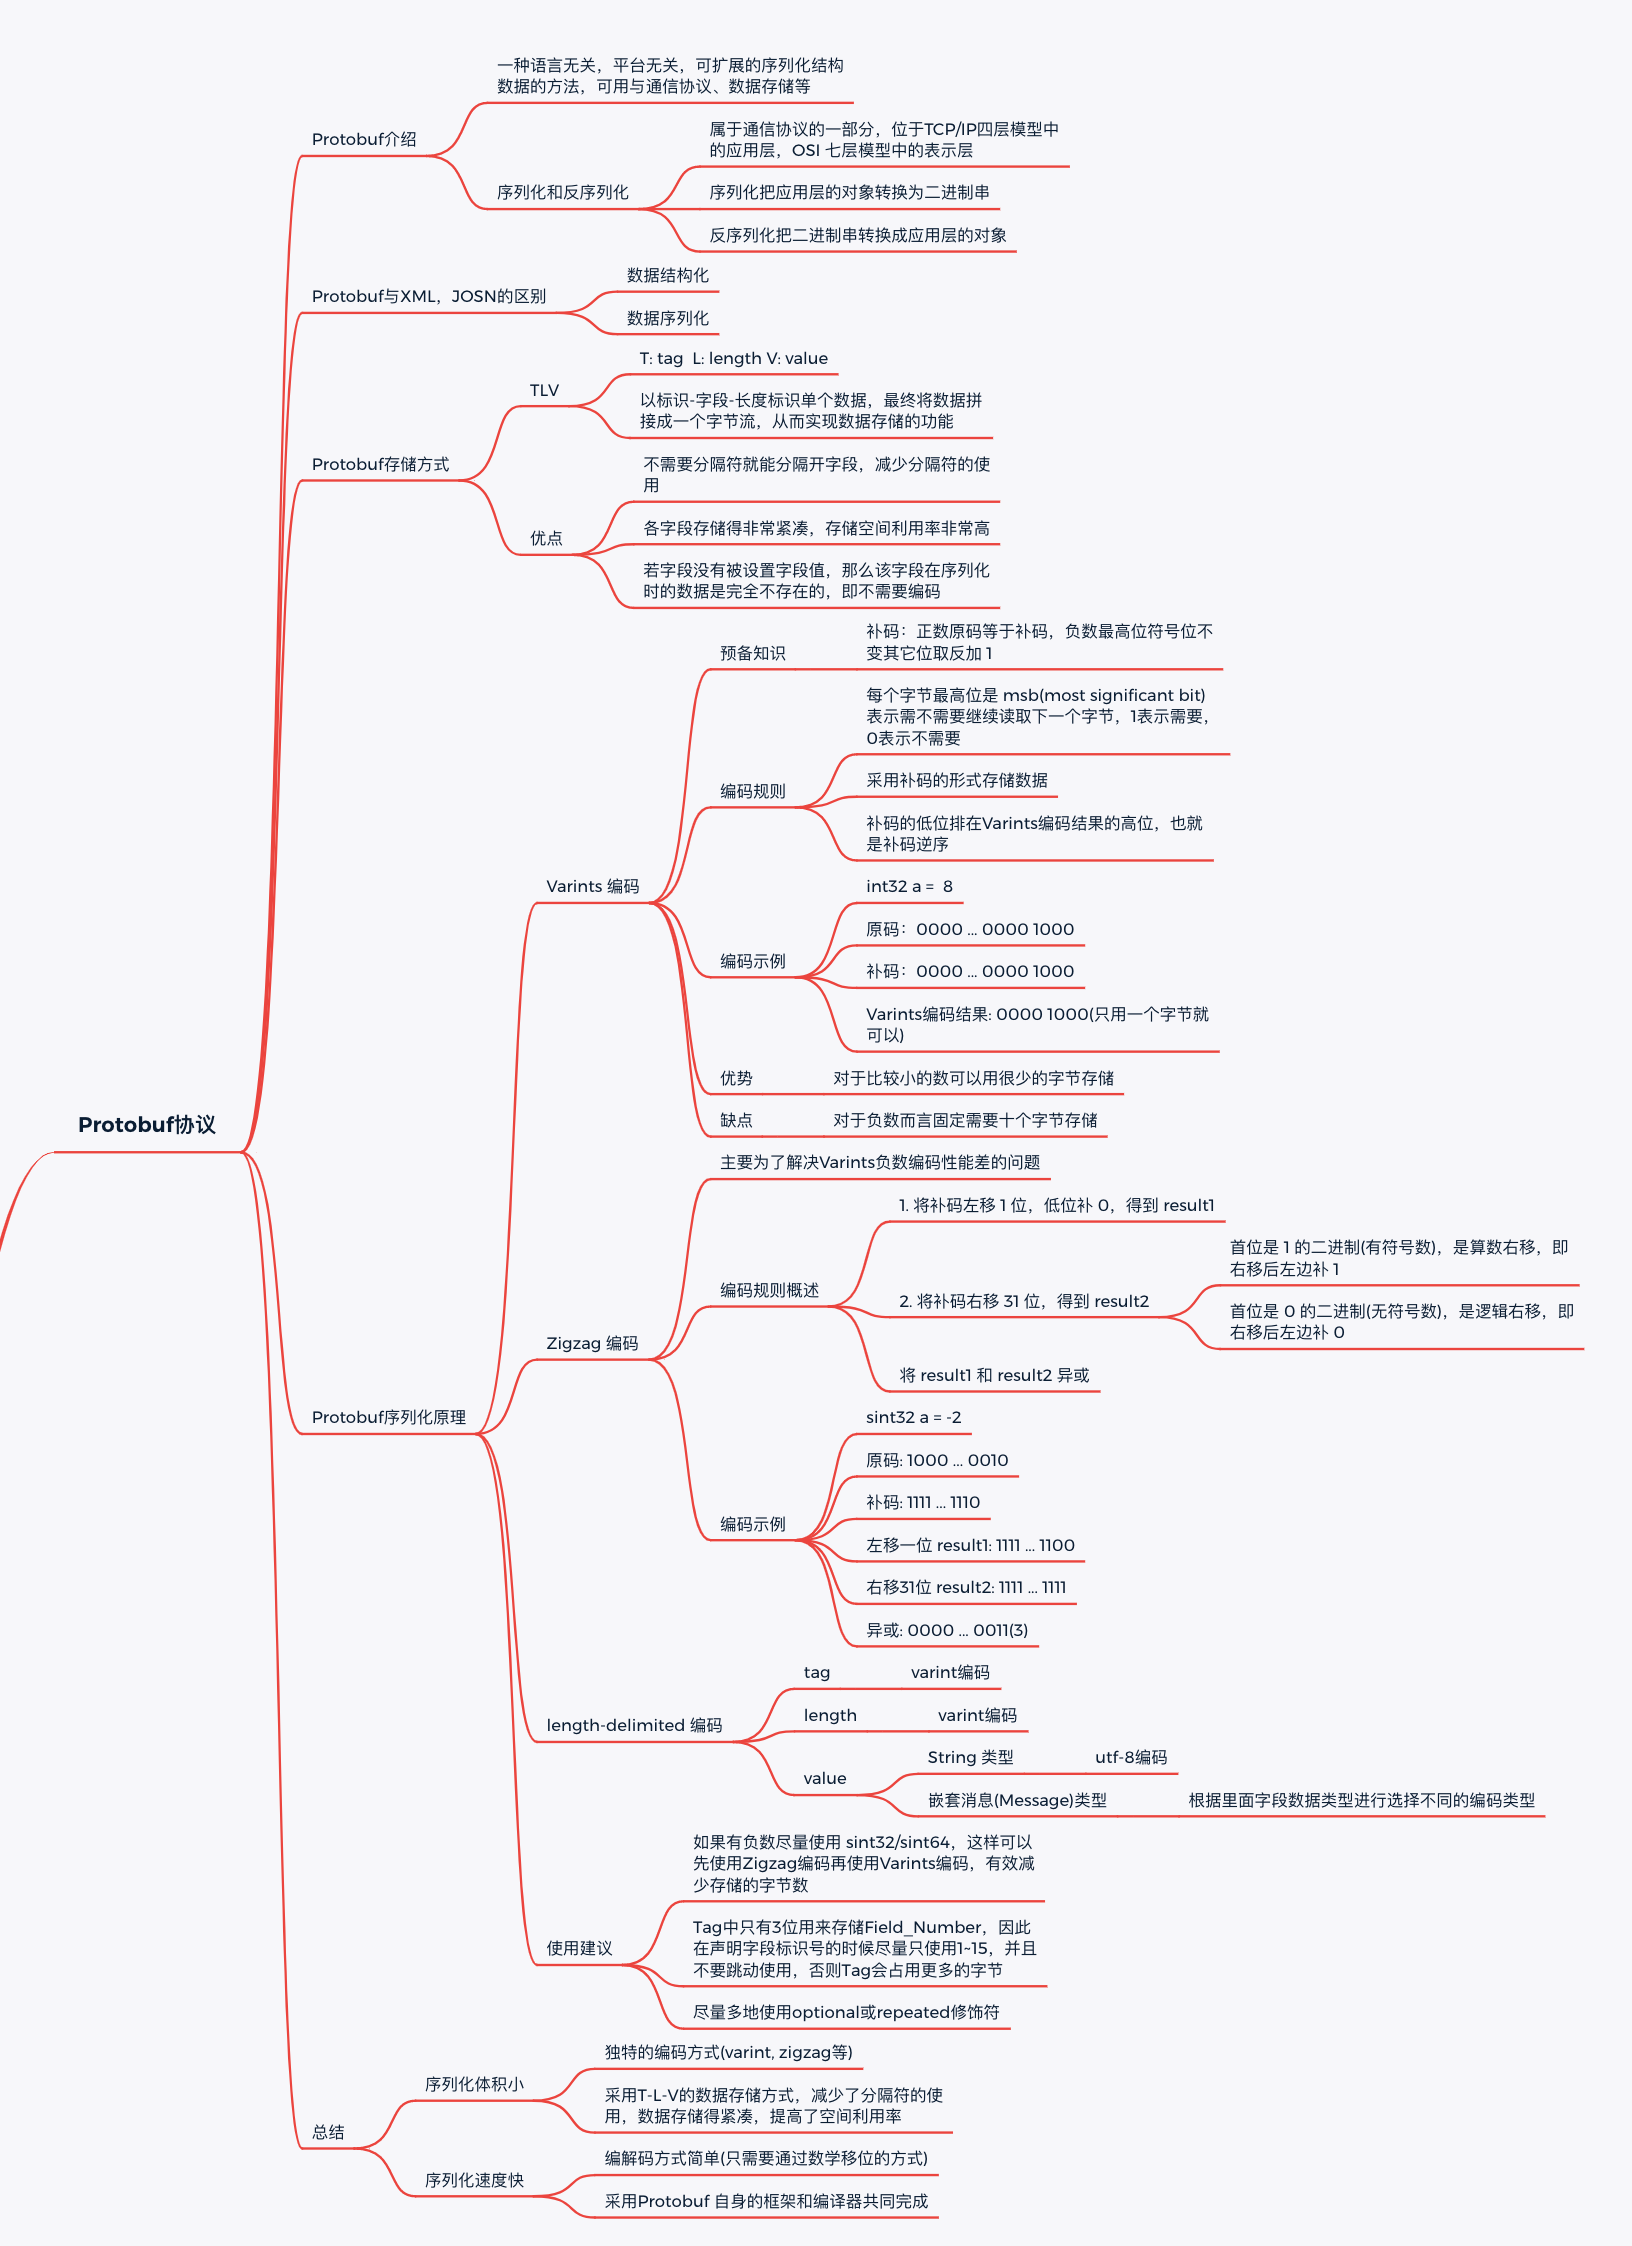 Protobuf协议
Protobuf介绍
一种语言无关，平台无关，可扩展的序列化结构
数据的方法，可用与通信协议、数据存储等
序列化和反序列化
属于通信协议的一部分，位于TCP/IP四层模型中
的应用层，OSI 七层模型中的表示层
序列化把应用层的对象转换为二进制串
反序列化把二进制串转换成应用层的对象
Protobuf与XML，JOSN的区别
数据结构化
数据序列化
Protobuf存储方式
TLV
T: tag  L: length V: value
以标识-字段-长度标识单个数据，最终将数据拼
接成一个字节流，从而实现数据存储的功能
优点
不需要分隔符就能分隔开字段，减少分隔符的使
用
各字段存储得非常紧凑，存储空间利用率非常高
若字段没有被设置字段值，那么该字段在序列化
时的数据是完全不存在的，即不需要编码
Protobuf序列化原理
Varints 编码
预备知识
补码：正数原码等于补码，负数最高位符号位不
变其它位取反加 1
编码规则
每个字节最高位是 msb(most significant bit)
表示需不需要继续读取下一个字节，1表示需要，
0表示不需要
采用补码的形式存储数据
补码的低位排在Varints编码结果的高位，也就
是补码逆序
编码示例
int32 a =  8
原码：0000 ... 0000 1000
补码：0000 ... 0000 1000
Varints编码结果: 0000 1000(只用一个字节就
可以)
优势
对于比较小的数可以用很少的字节存储
缺点
对于负数而言固定需要十个字节存储
Zigzag 编码
主要为了解决Varints负数编码性能差的问题
编码规则概述
1. 将补码左移 1 位，低位补 0，得到 result1
2. 将补码右移 31 位，得到 result2
首位是 1 的二进制(有符号数)，是算数右移，即
右移后左边补 1
首位是 0 的二进制(无符号数)，是逻辑右移，即
右移后左边补 0
将 result1 和 result2 异或
编码示例
sint32 a = -2
原码: 1000 ... 0010
补码: 1111 ... 1110
左移一位 result1: 1111 ... 1100
右移31位 result2: 1111 ... 1111
异或: 0000 ... 0011(3)
length-delimited 编码
tag
varint编码
length
varint编码
value
String 类型
utf-8编码
嵌套消息(Message)类型
根据里面字段数据类型进行选择不同的编码类型
使用建议
如果有负数尽量使用 sint32/sint64，这样可以
先使用Zigzag编码再使用Varints编码，有效减
少存储的字节数
Tag中只有3位用来存储Field_Number，因此
在声明字段标识号的时候尽量只使用1~15，并且
不要跳动使用，否则Tag会占用更多的字节
尽量多地使用optional或repeated修饰符
总结
序列化体积小
独特的编码方式(varint, zigzag等)
采用T-L-V的数据存储方式，减少了分隔符的使
用，数据存储得紧凑，提高了空间利用率
序列化速度快
编解码方式简单(只需要通过数学移位的方式)
采用Protobuf 自身的框架和编译器共同完成